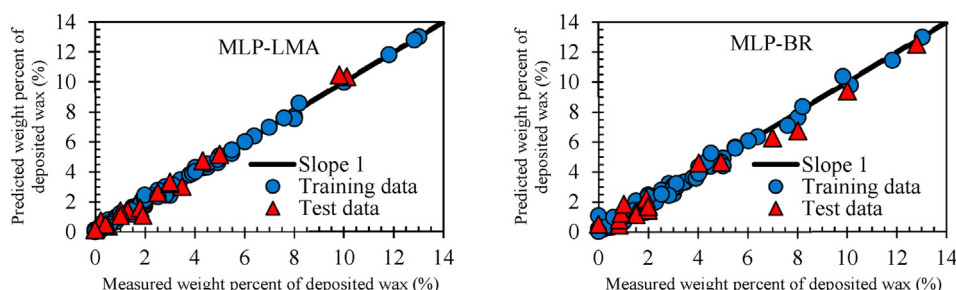 Predicted weight percent of
deposited wax (%)
14
12
10
8
6
4
2
0
MLP-LMA
Slope 1
Training data
Test data
0 2 4 6 8 10 12 14
Measured weight percent of deposited wax (%)
Predicted weight percent of
deposited wax (%)
14
12
10
8
6
4
2
0
MLP-BR
Slope 1
Training data
Test data
0 2 4 6 8 10 12 14
Measured weight percent of deposited wax (%)